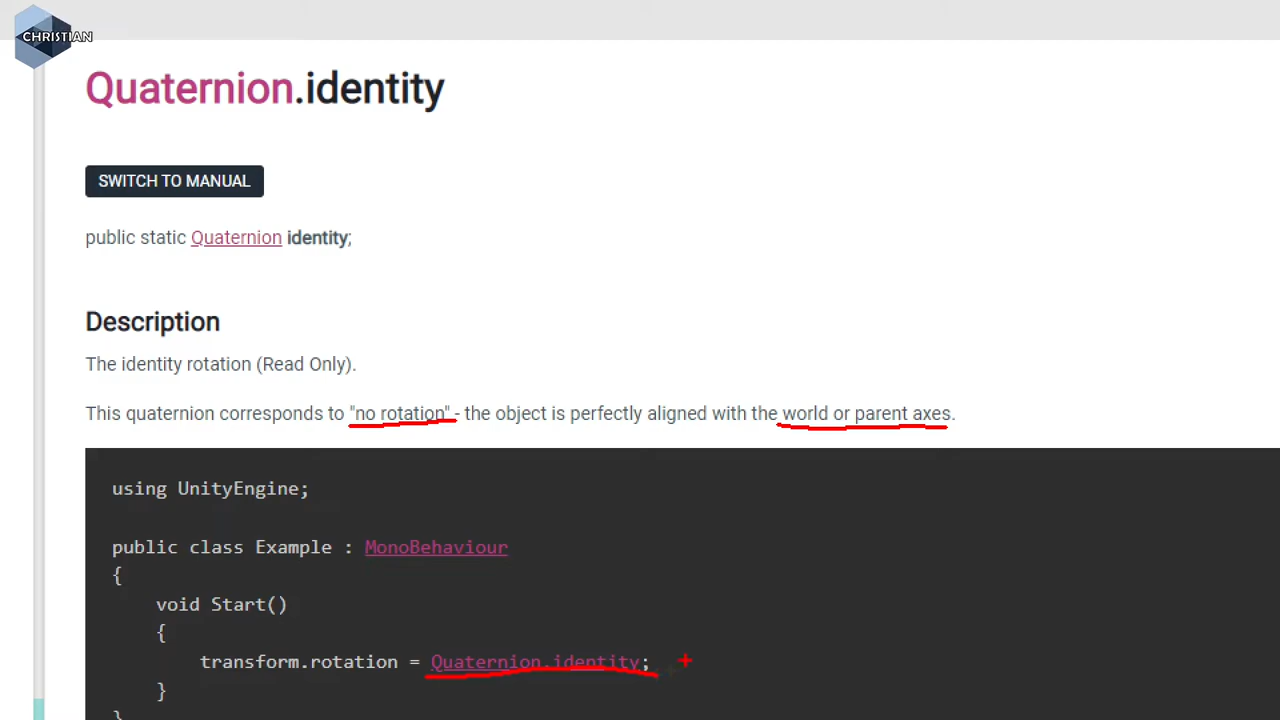 CHRISTIAN
Quaternion.identity
SWITCH TO MANUAL
public static Quaternion identity;
Description
The identity rotation (Read Only).
This quaternion corresponds to "no rotation" - the object is perfectly aligned with the world or parent axes.
using UnityEngine;
public class Example : MonoBehaviour
{
void Start()
{
transform.rotation = Quaternion.identity;
}
}